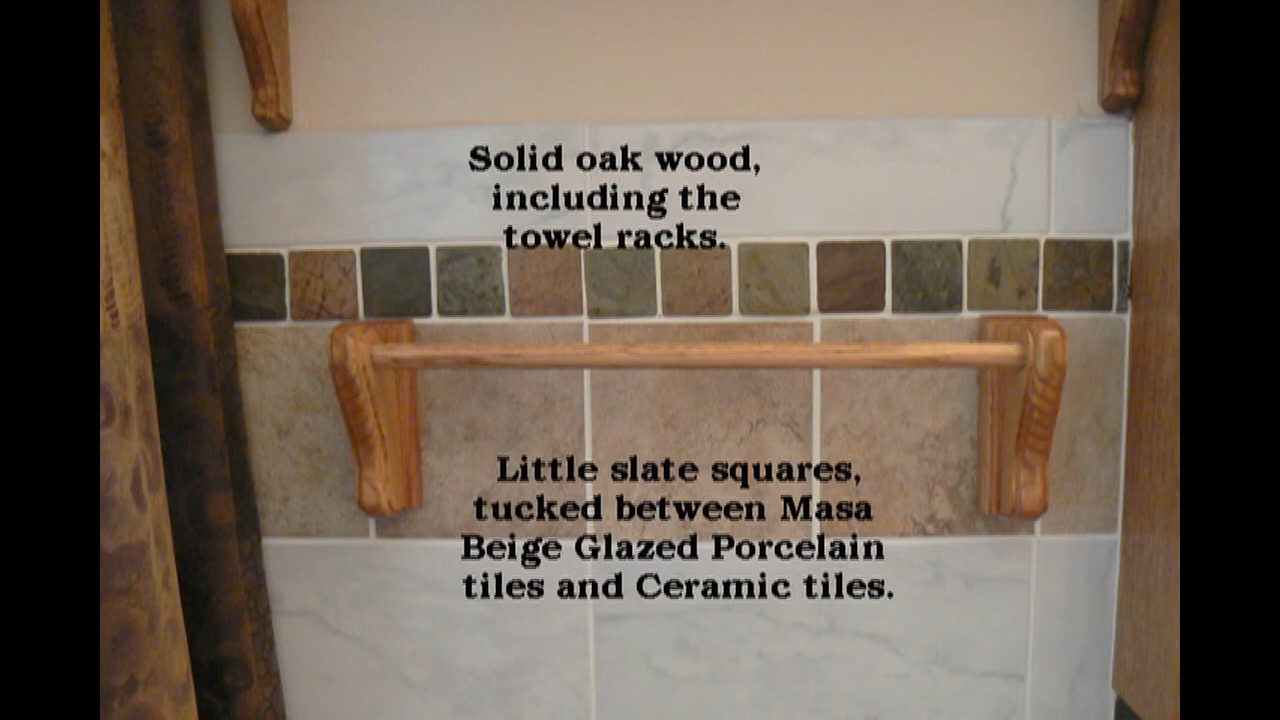 Solid oak wood,
including the
towel racks.
Little slate squares,
tucked between Masa
Beige Glazed Porcelain
tiles and Ceramic tiles.